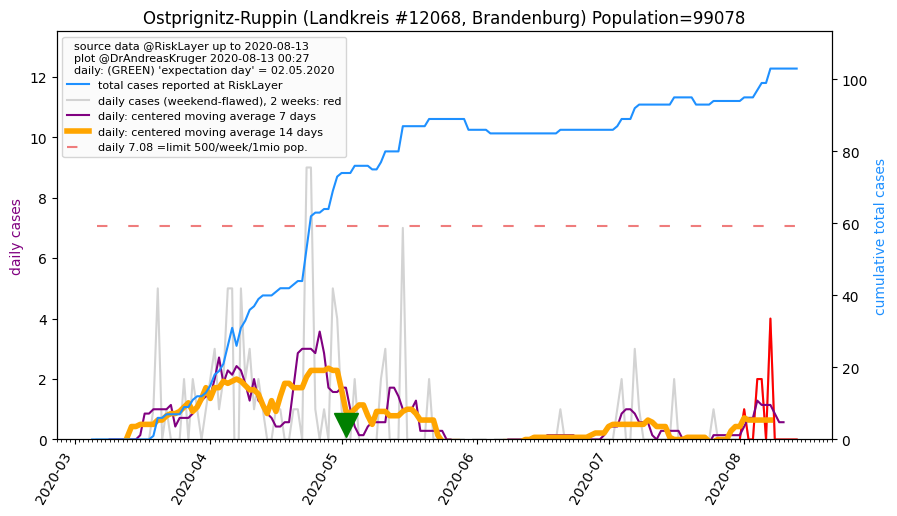 Ostprignitz-Ruppin (Landkreis #12068, Brandenburg) Population=99078
source data @RiskLayer up to 2020-08-13
plot @DrAndreasKruger 2020-08-13 00:27
daily: (GREEN) 'expectation day' = 02.05.2020
total cases reported at RiskLayer
daily cases (weekend-flawed), 2 weeks: red
daily: centered moving average 7 days
daily: centered moving average 14 days
daily 7.08 =limit 500/week/1mio pop.
daily cases
12
10
8
6
4
2
0
cumulative total cases
100
80
60
40
20
0
2020-03
2020-04
2020-05
2020-06
2020-07
2020-08